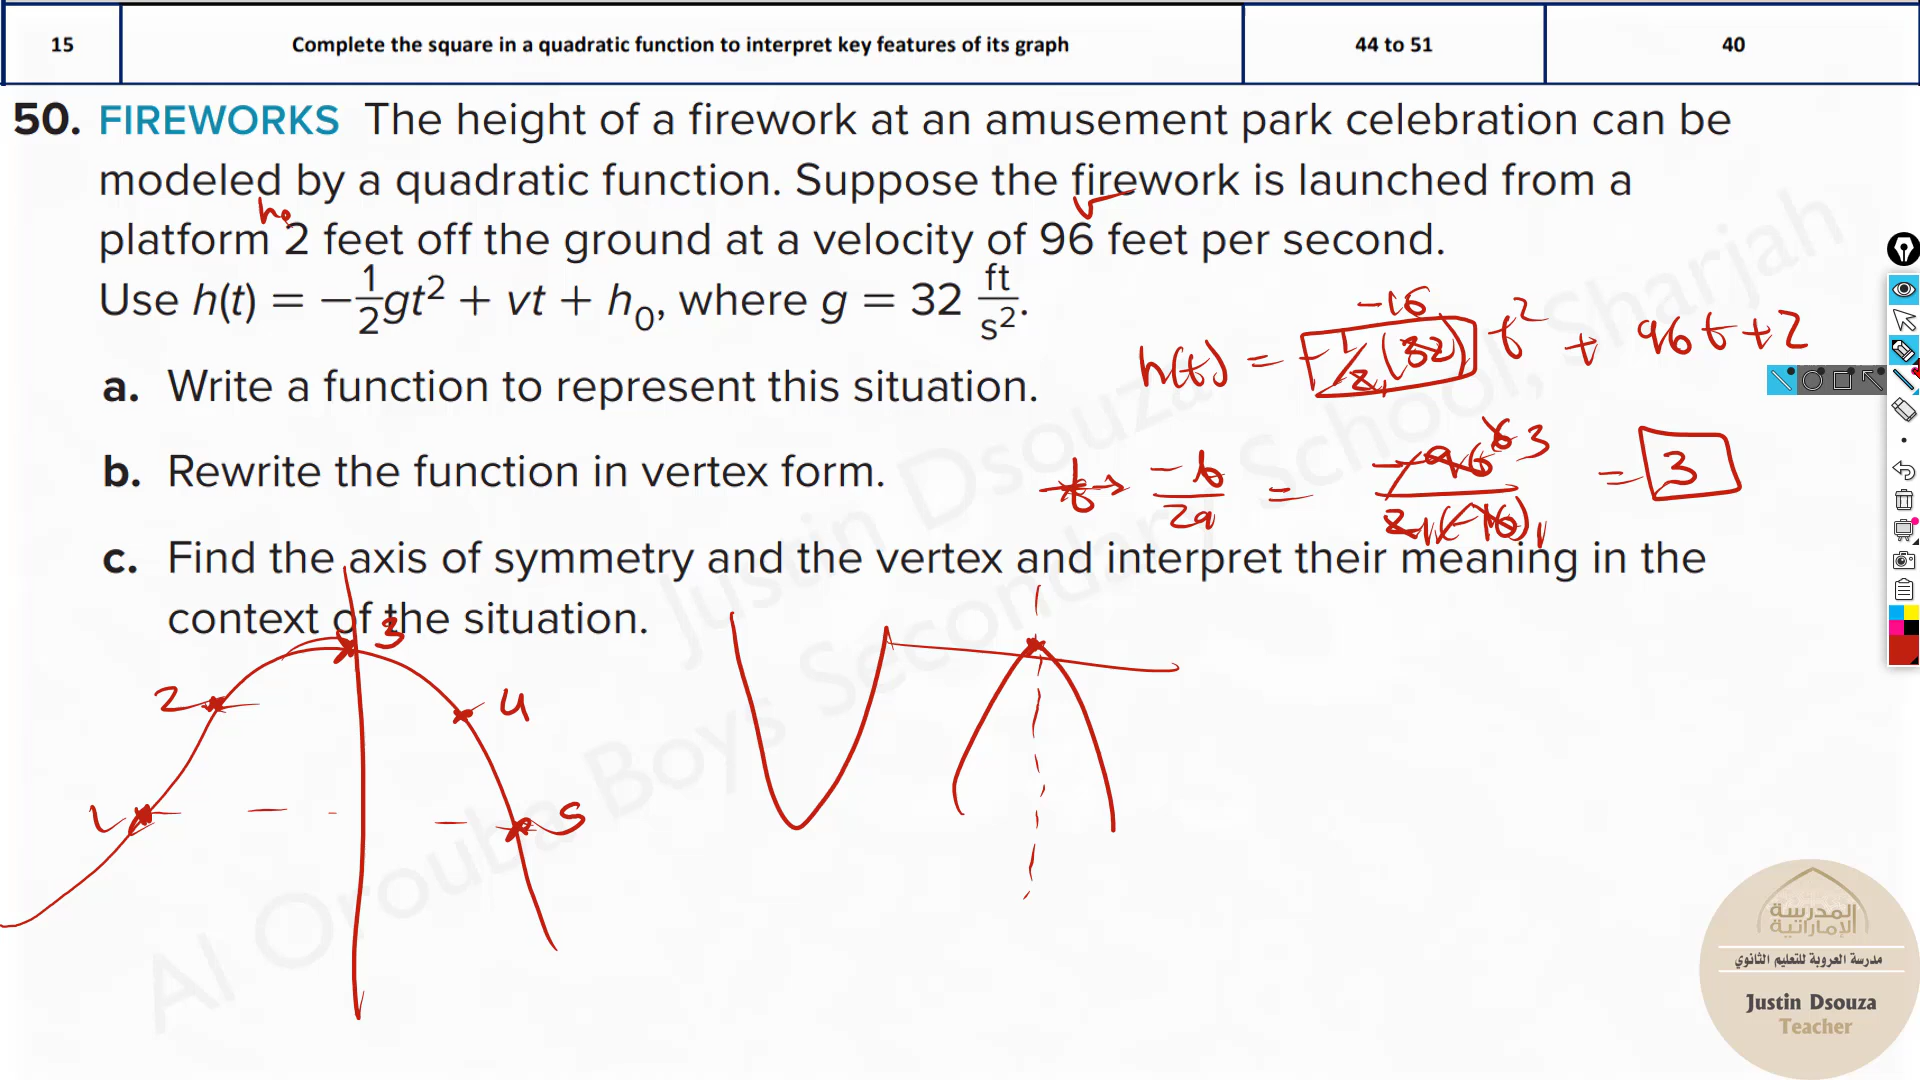 15 Complete the square in a quadratic function to interpret key features of its graph 44 to 51 40
50. FIREWORKS The height of a firework at an amusement park celebration can be
modeled by a quadratic function. Suppose the firework is launched from a
h₀
platform 2 feet off the ground at a velocity of 96 feet per second.
Use h(t) = −1/2gt² + vt + h₀, where g = 32 ft/s².
-16
h(t) = -1/2 (32) t² + 96t + 2
a. Write a function to represent this situation.
b. Rewrite the function in vertex form.
t → -b/2a = -96/2(-16) = 3
6 3
c. Find the axis of symmetry and the vertex and interpret their meaning in the
context of the situation.
3
2
4
1
5
Justin Dsouza
Al Orouba Boys Secondary School, Sharjah
المدرسة
الإماراتية
مدرسة العروبة للتعليم الثانوي
Justin Dsouza
Teacher